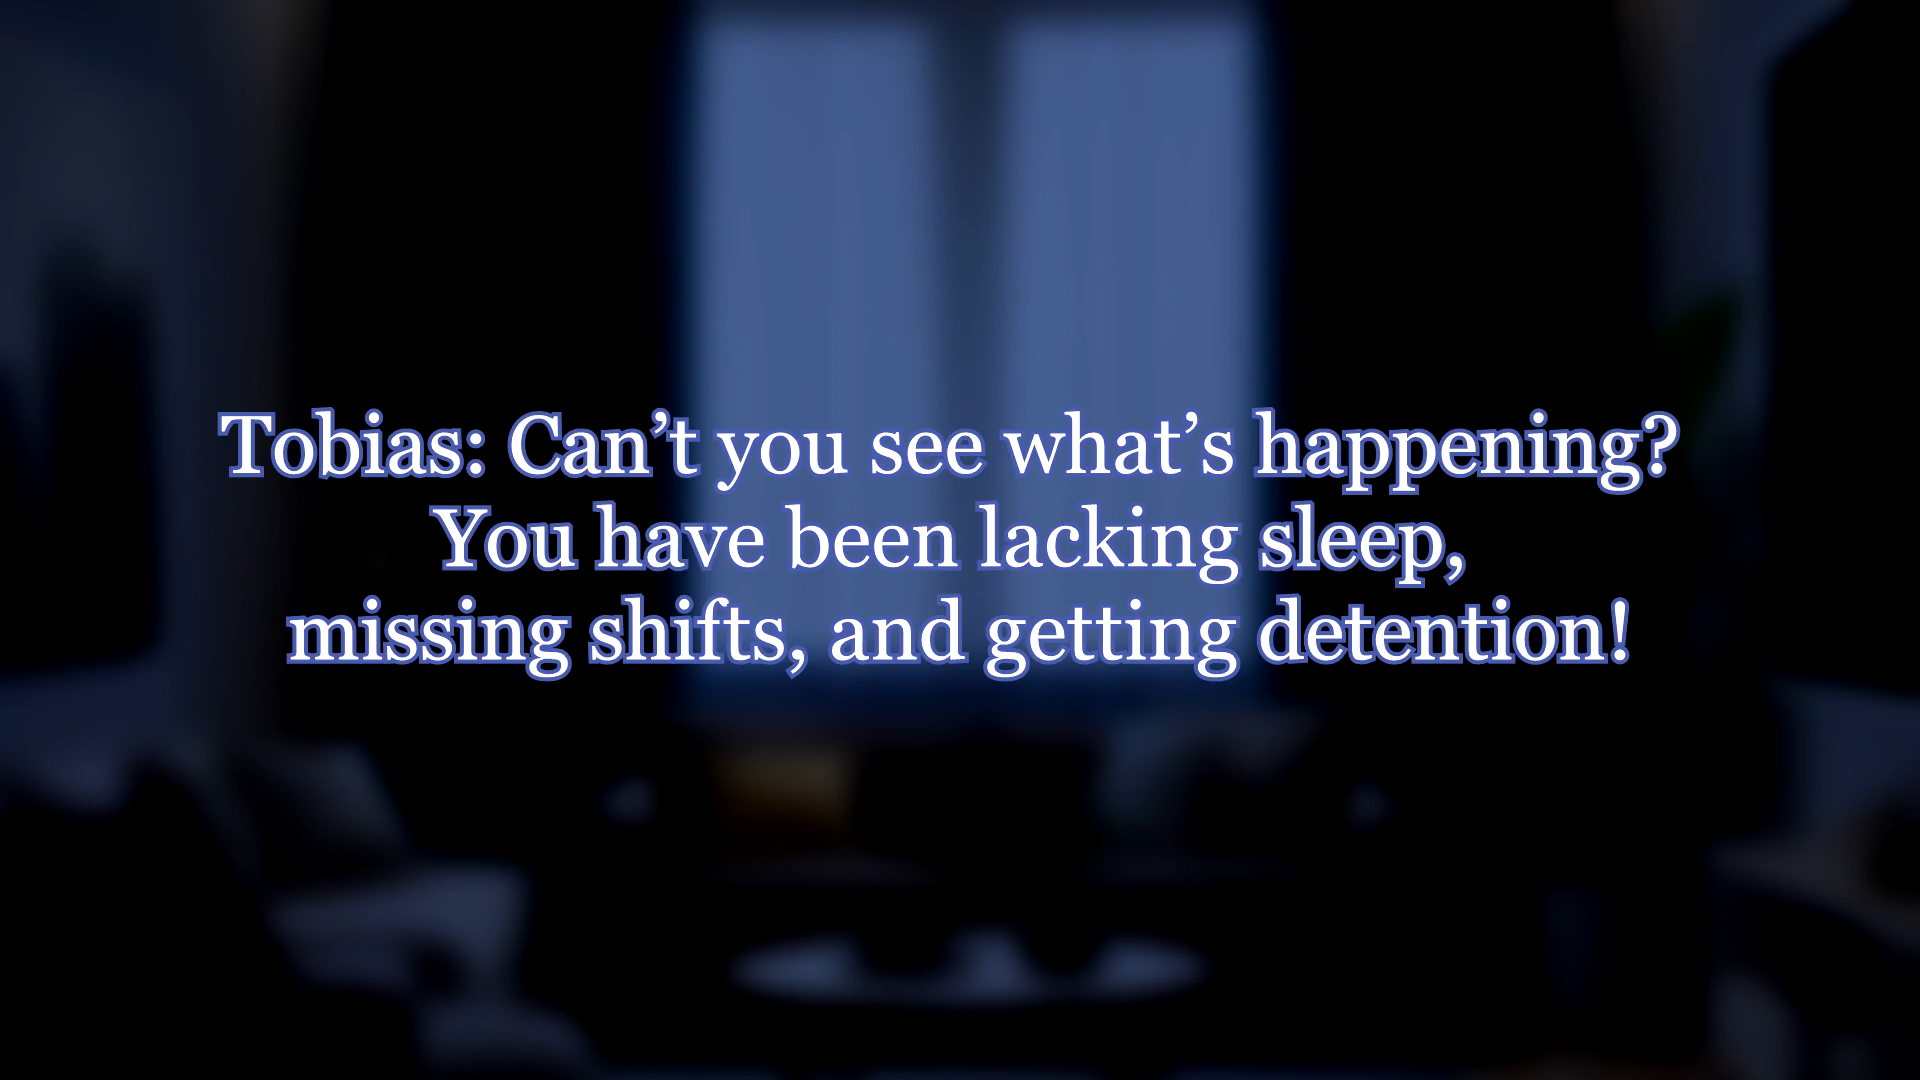 Tobias: Can’t you see what’s happening?
You have been lacking sleep,
missing shifts, and getting detention!